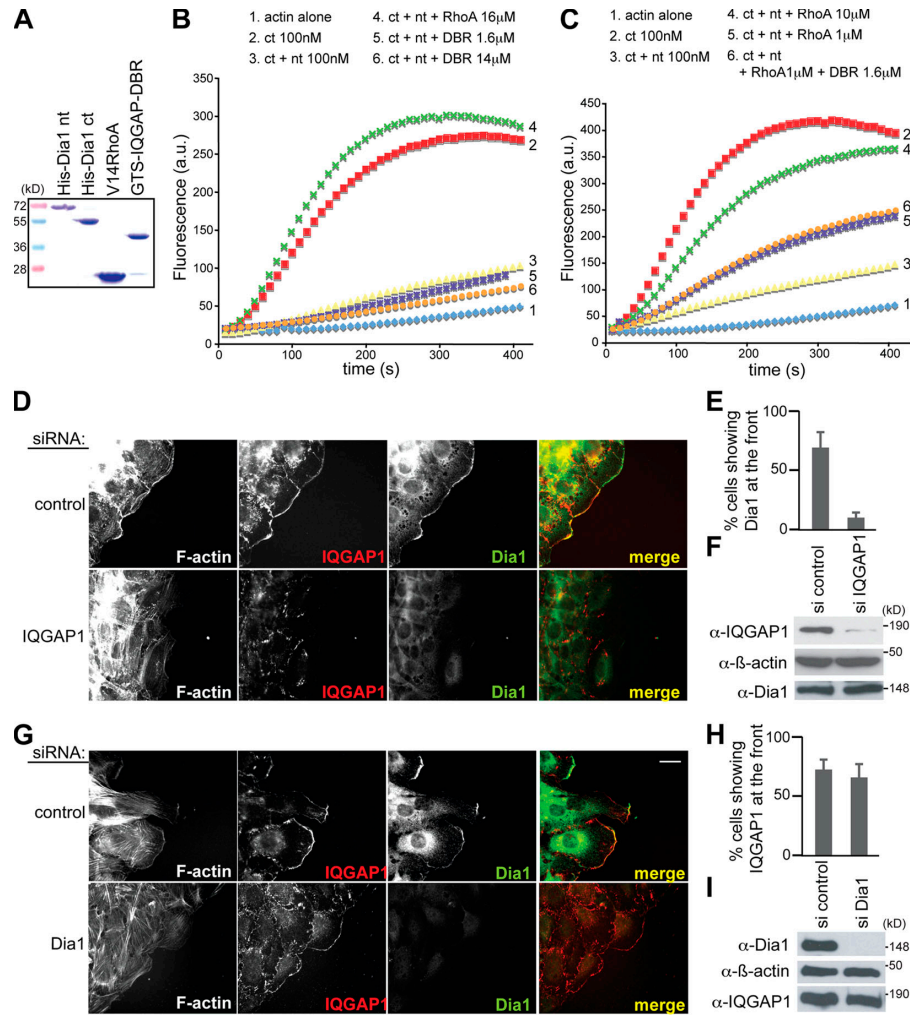 A
His-Dia1 nt
His-Dia1 ct
V14RhoA
GTS-IQGAP-DBR
(kD)
72
55
36
28
B
1. actin alone
2. ct 100nM
3. ct + nt 100nM
4. ct + nt + RhoA 16µM
5. ct + nt + DBR 1.6µM
6. ct + nt + DBR 14µM
Fluorescence (a.u.)
350
300
250
200
150
100
50
0
100
200
300
400
time (s)
4
2
3
5
6
1
C
1. actin alone
2. ct 100nM
3. ct + nt 100nM
4. ct + nt + RhoA 10µM
5. ct + nt + RhoA 1µM
6. ct + nt
+ RhoA1µM + DBR 1.6µM
Fluorescence (a.u.)
450
400
350
300
250
200
150
100
50
0
0
100
200
300
400
time (s)
2
4
6
5
3
1
D
siRNA:
control
F-actin
IQGAP1
Dia1
merge
IQGAP1
F-actin
IQGAP1
Dia1
merge
E
% cells showing
Dia1 at the front
100
50
0
F
si control
si IQGAP1
(kD)
α-IQGAP1
-190
α-ß-actin
50-
α-Dia1
-148
G
siRNA:
control
F-actin
IQGAP1
Dia1
merge
Dia1
F-actin
IQGAP1
Dia1
merge
H
% cells showing
IQGAP1 at the front
100
50
0
I
si control
si Dia1
(kD)
α-Dia1
-148
α-ß-actin
-50
α-IQGAP1
-190